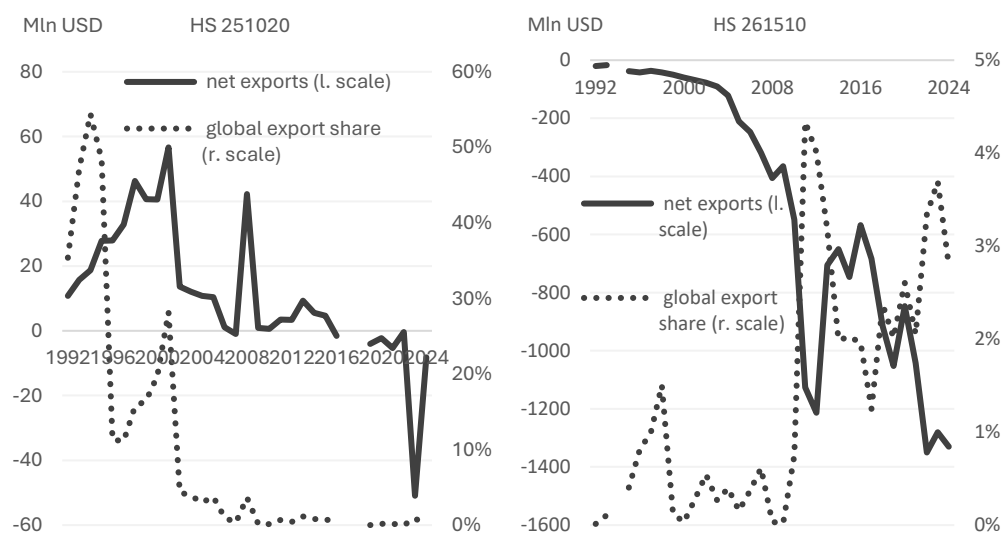 Mln USD HS 251020
80 60%
net exports (l. scale)
60
global export share
(r. scale)
50%
40
40%
20
30%
0
1992 1996 2000 2004 2008 2012 2016 2020 2024
20%
-20
10%
-40
-60 0%
Mln USD HS 261510
0 5%
1992 2000 2008 2016 2024
-200
4%
-400
net exports (l.
scale)
-600 3%
global export
share (r. scale)
-800
2%
-1000
-1200
1%
-1400
-1600 0%